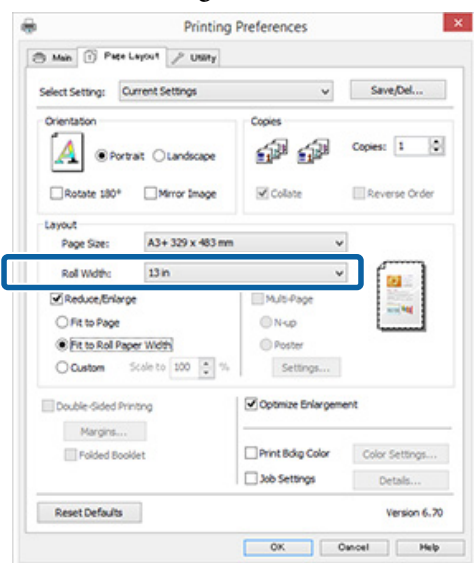 Printing Preferences
Main Page Layout Utility
Select Setting: Current Settings Save/Del...
Orientation Copies
Portrait Landscape Copies: 1
Rotate 180° Mirror Image Collate Reverse Order
Layout
Page Size: A3+ 329 x 483 mm
Roll Width: 13 in
Reduce/Enlarge Multi-Page
Fit to Page N-up
Fit to Roll Paper Width Poster
Custom Scale to 100 % Settings...
Double-Sided Printing Optimize Enlargement
Margins...
Folded Booklet Print Bckg Color Color Settings...
Job Settings Details...
Reset Defaults Version 6.70
OK Cancel Help